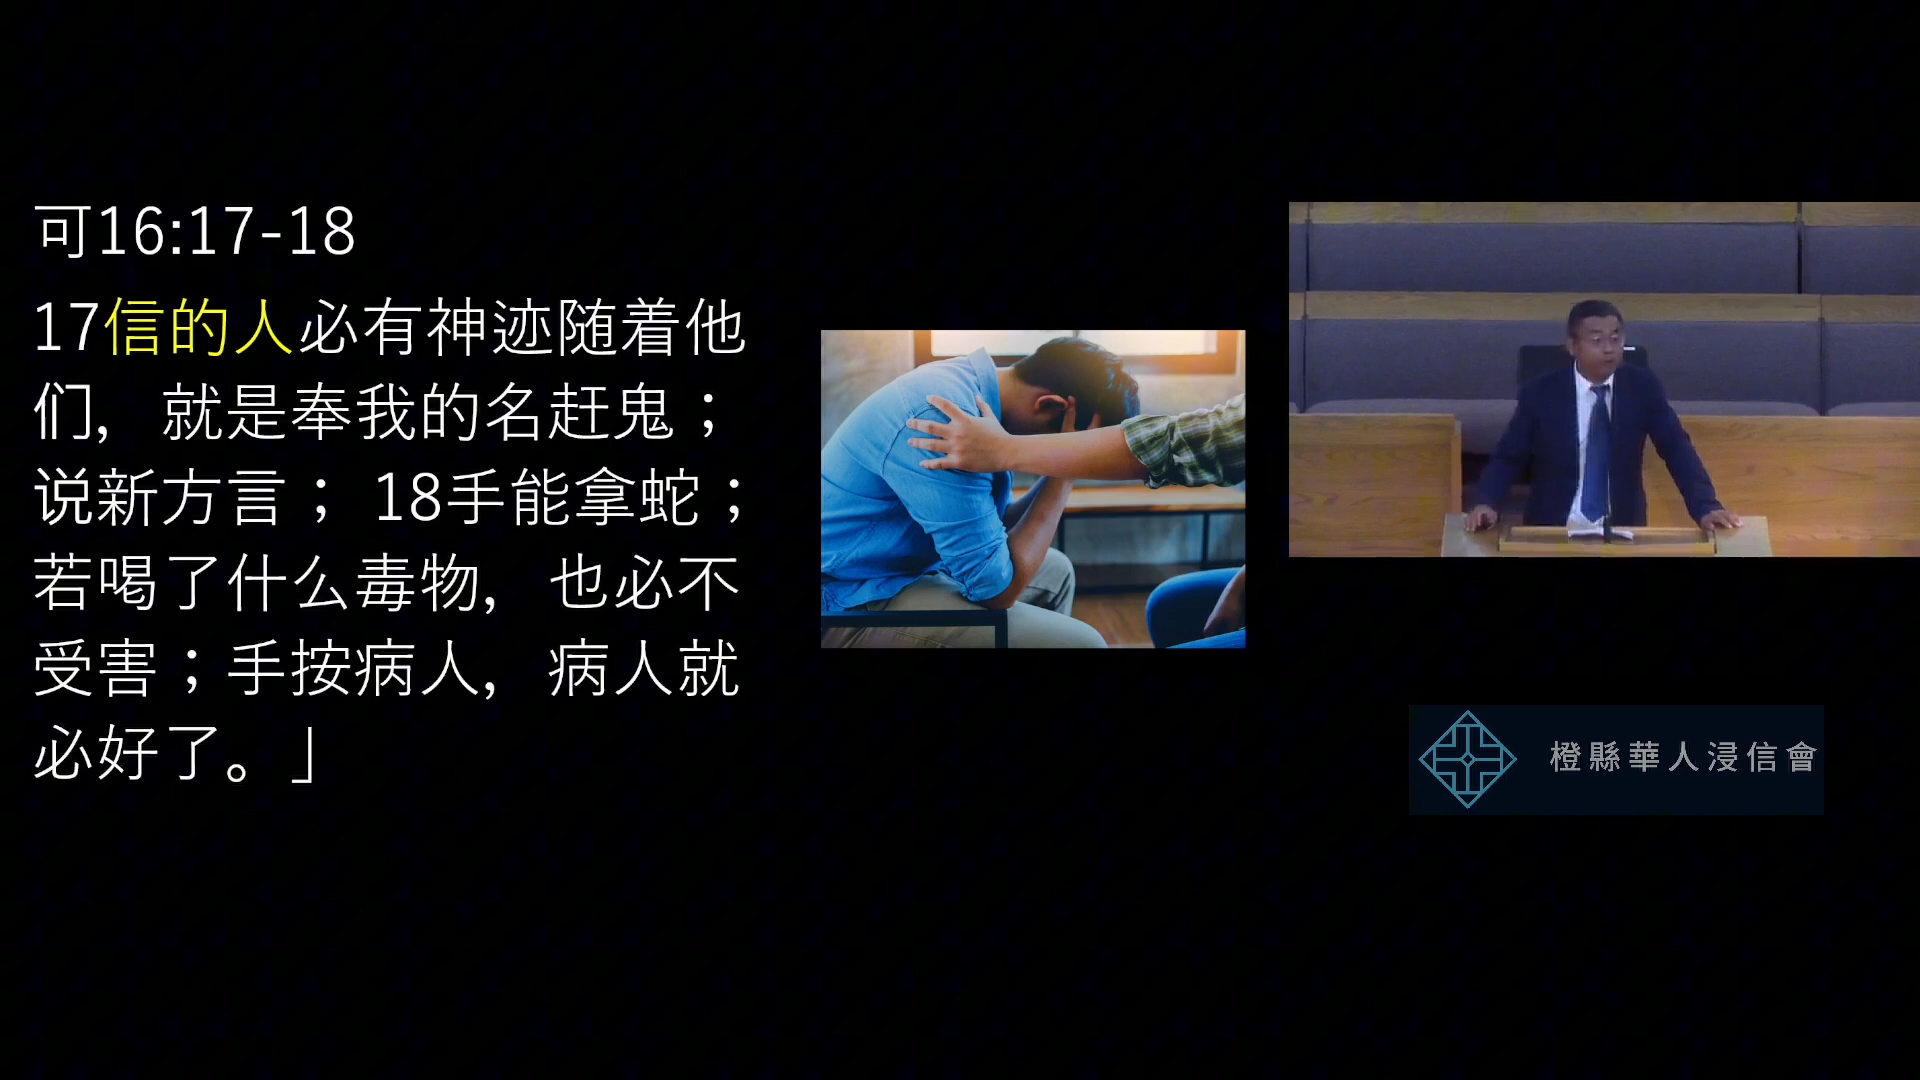 可16:17-18
17信的人必有神迹随着他
们，就是奉我的名赶鬼；
说新方言； 18手能拿蛇；
若喝了什么毒物，也必不
受害；手按病人，病人就
必好了。」
橙縣華人浸信會